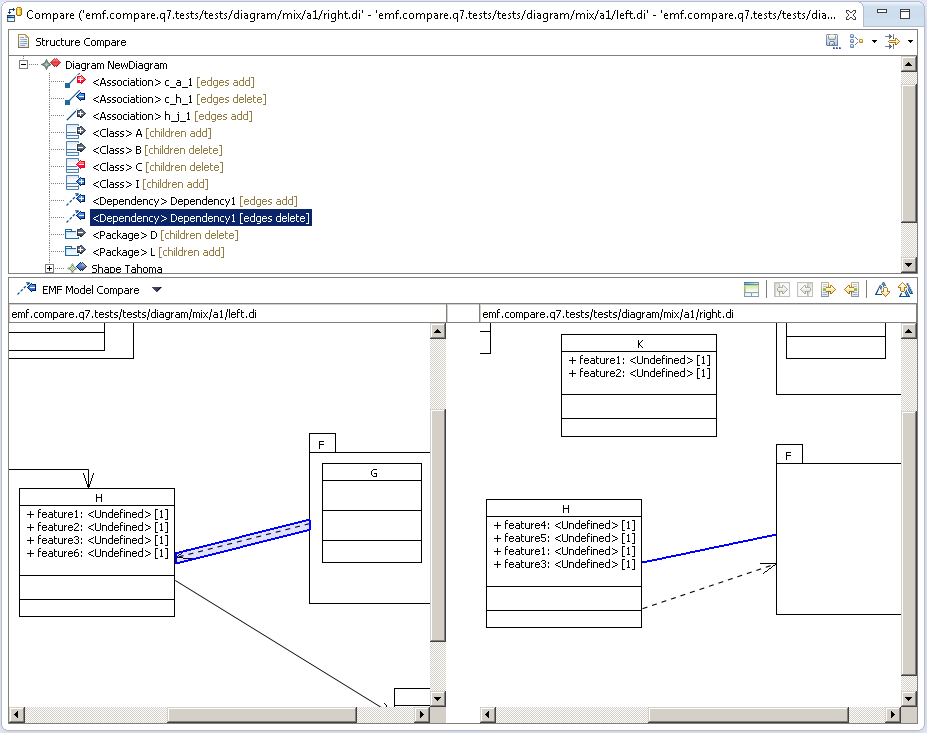 Compare ('emf.compare.q7.tests/tests/diagram/mix/a1/right.di' - 'emf.compare.q7.tests/tests/diagram/mix/a1/left.di' - 'emf.compare.q7.tests/tests/dia...
Structure Compare
Diagram NewDiagram
<Association> c_a_1 [edges add]
<Association> c_h_1 [edges delete]
<Association> h_j_1 [edges add]
<Class> A [children add]
<Class> B [children delete]
<Class> C [children delete]
<Class> I [children add]
<Dependency> Dependency1 [edges add]
<Dependency> Dependency1 [edges delete]
<Package> D [children delete]
<Package> L [children add]
Shape Tahoma
EMF Model Compare
emf.compare.q7.tests/tests/diagram/mix/a1/left.di
F
G
H
+ feature1: <Undefined> [1]
+ feature2: <Undefined> [1]
+ feature3: <Undefined> [1]
+ feature6: <Undefined> [1]
emf.compare.q7.tests/tests/diagram/mix/a1/right.di
K
+ feature1: <Undefined> [1]
+ feature2: <Undefined> [1]
F
H
+ feature4: <Undefined> [1]
+ feature5: <Undefined> [1]
+ feature1: <Undefined> [1]
+ feature3: <Undefined> [1]